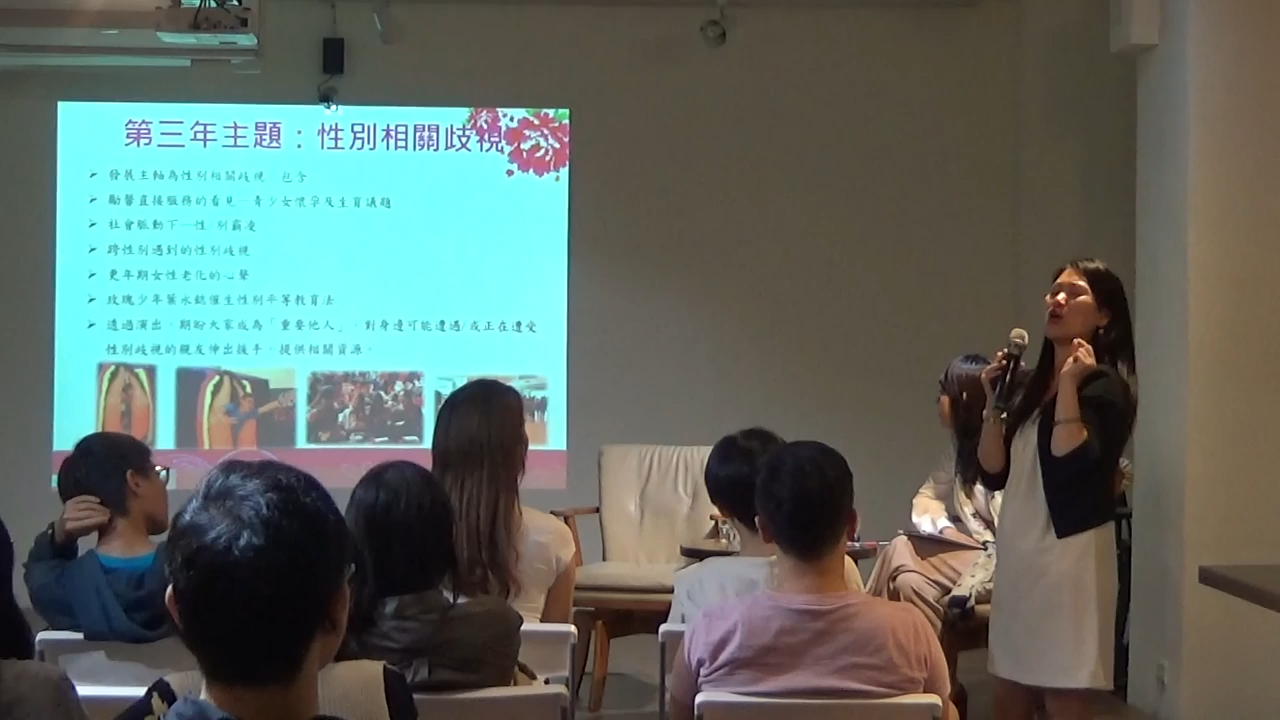 第三年主題：性別相關歧視
發展主軸為性別相關歧視 包含
勵馨直接服務的看見—青少女懷孕及生育議題
社會脈動下—性/別霸凌
跨性別遇到的性別歧視
更年期女性老化的心聲
玫瑰少年葉永鋕催生性別平等教育法
透過演出，期盼大家成為「重要他人」，對身邊可能遭遇/或正在遭受
性別歧視的親友伸出援手，提供相關資源。